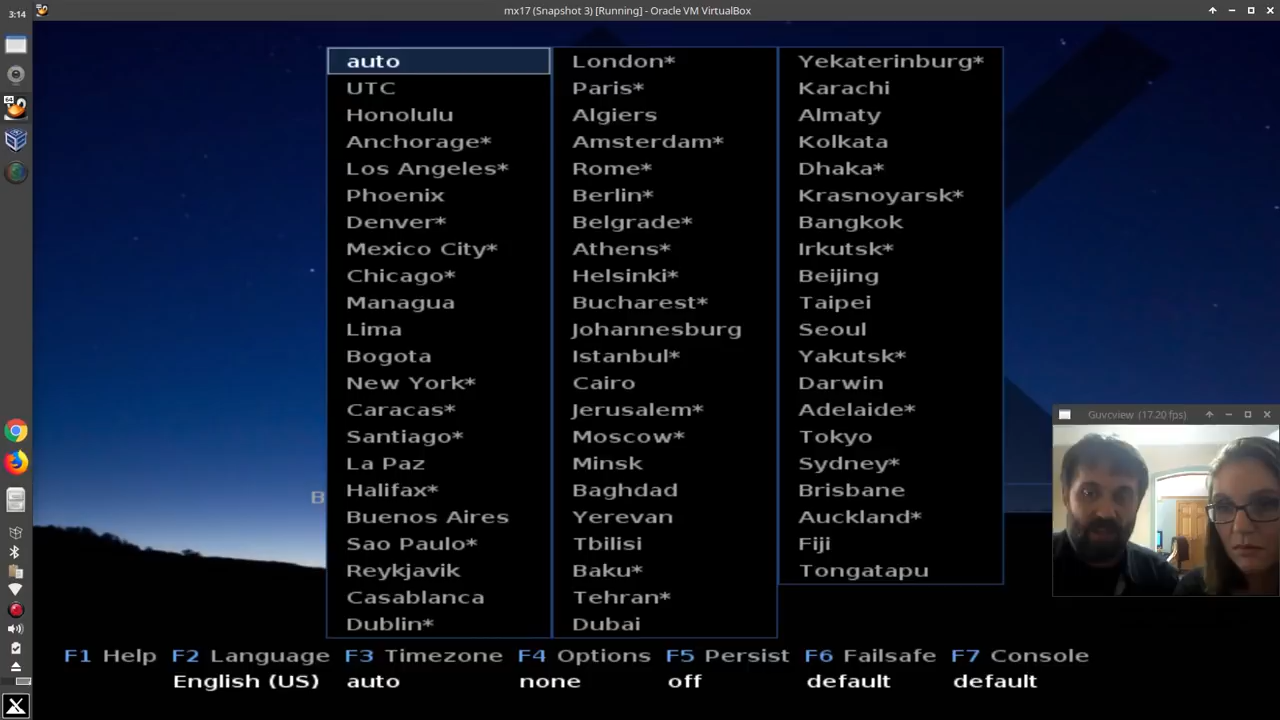 3:14
mx17 (Snapshot 3) [Running] - Oracle VM VirtualBox
64
auto
UTC
Honolulu
Anchorage*
Los Angeles*
Phoenix
Denver*
Mexico City*
Chicago*
Managua
Lima
Bogota
New York*
Caracas*
Santiago*
La Paz
Halifax*
Buenos Aires
Sao Paulo*
Reykjavik
Casablanca
Dublin*
London*
Paris*
Algiers
Amsterdam*
Rome*
Berlin*
Belgrade*
Athens*
Helsinki*
Bucharest*
Johannesburg
Istanbul*
Cairo
Jerusalem*
Moscow*
Minsk
Baghdad
Yerevan
Tbilisi
Baku*
Tehran*
Dubai
Yekaterinburg*
Karachi
Almaty
Kolkata
Dhaka*
Krasnoyarsk*
Bangkok
Irkutsk*
Beijing
Taipei
Seoul
Yakutsk*
Darwin
Adelaide*
Tokyo
Sydney*
Brisbane
Auckland*
Fiji
Tongatapu
B
Guvcview (17.20 fps)
F1 Help F2 Language F3 Timezone F4 Options F5 Persist F6 Failsafe F7 Console
English (US) auto none off default default